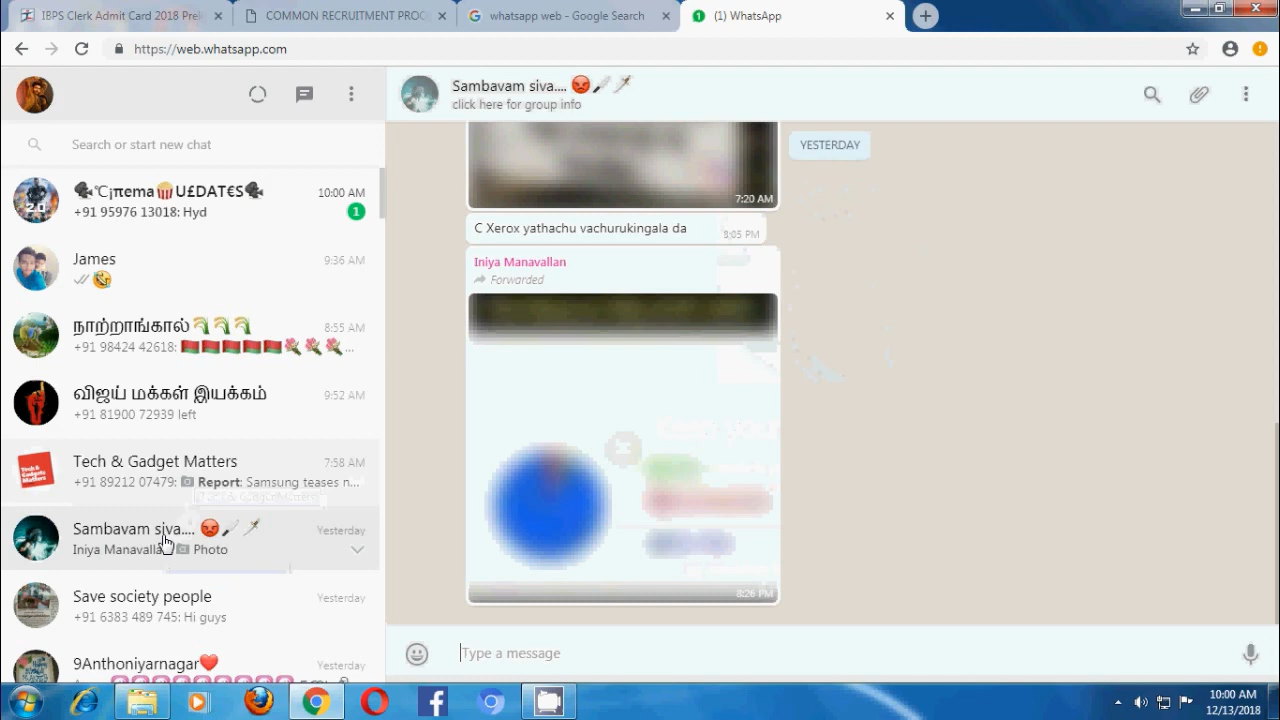 IBPS Clerk Admit Card 2018 Prel
COMMON RECRUITMENT PROC
whatsapp web - Google Search
(1) WhatsApp
https://web.whatsapp.com
Search or start new chat
🗣℃¡πema🍿U£DAT€S🗣 10:00 AM
+91 95976 13018: Hyd 1
James 9:36 AM
நாற்றாங்கால் 8:55 AM
+91 98424 42618:
விஜய் மக்கள் இயக்கம் 9:52 AM
+91 81900 72939 left
Tech & Gadget Matters 7:58 AM
+91 89212 07479: Report: Samsung teases n...
Sambavam siva.... Yesterday
Iniya Manavalla Photo
Save society people Yesterday
+91 6383 489 745: Hi guys
9Anthoniyarnagar Yesterday
Sambavam siva....
click here for group info
YESTERDAY
7:20 AM
C Xerox yathachu vachurukingala da 8:05 PM
Iniya Manavallan
Forwarded
8:26 PM
Type a message
10:00 AM
12/13/2018